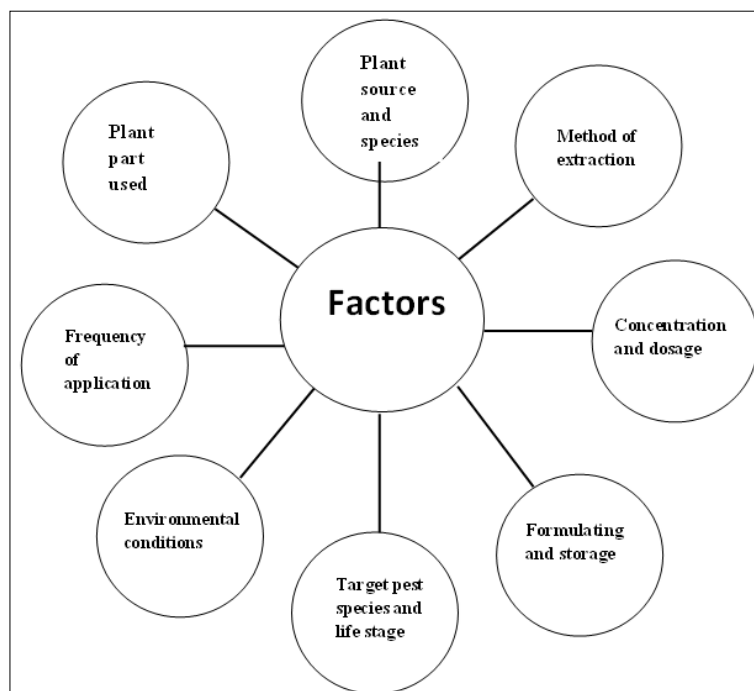 Plant
source
and
species
Method of
extraction
Concentration
and dosage
Formulating
and storage
Target pest
species and
life stage
Environmental
conditions
Frequency
of
application
Plant
part
used
Factors